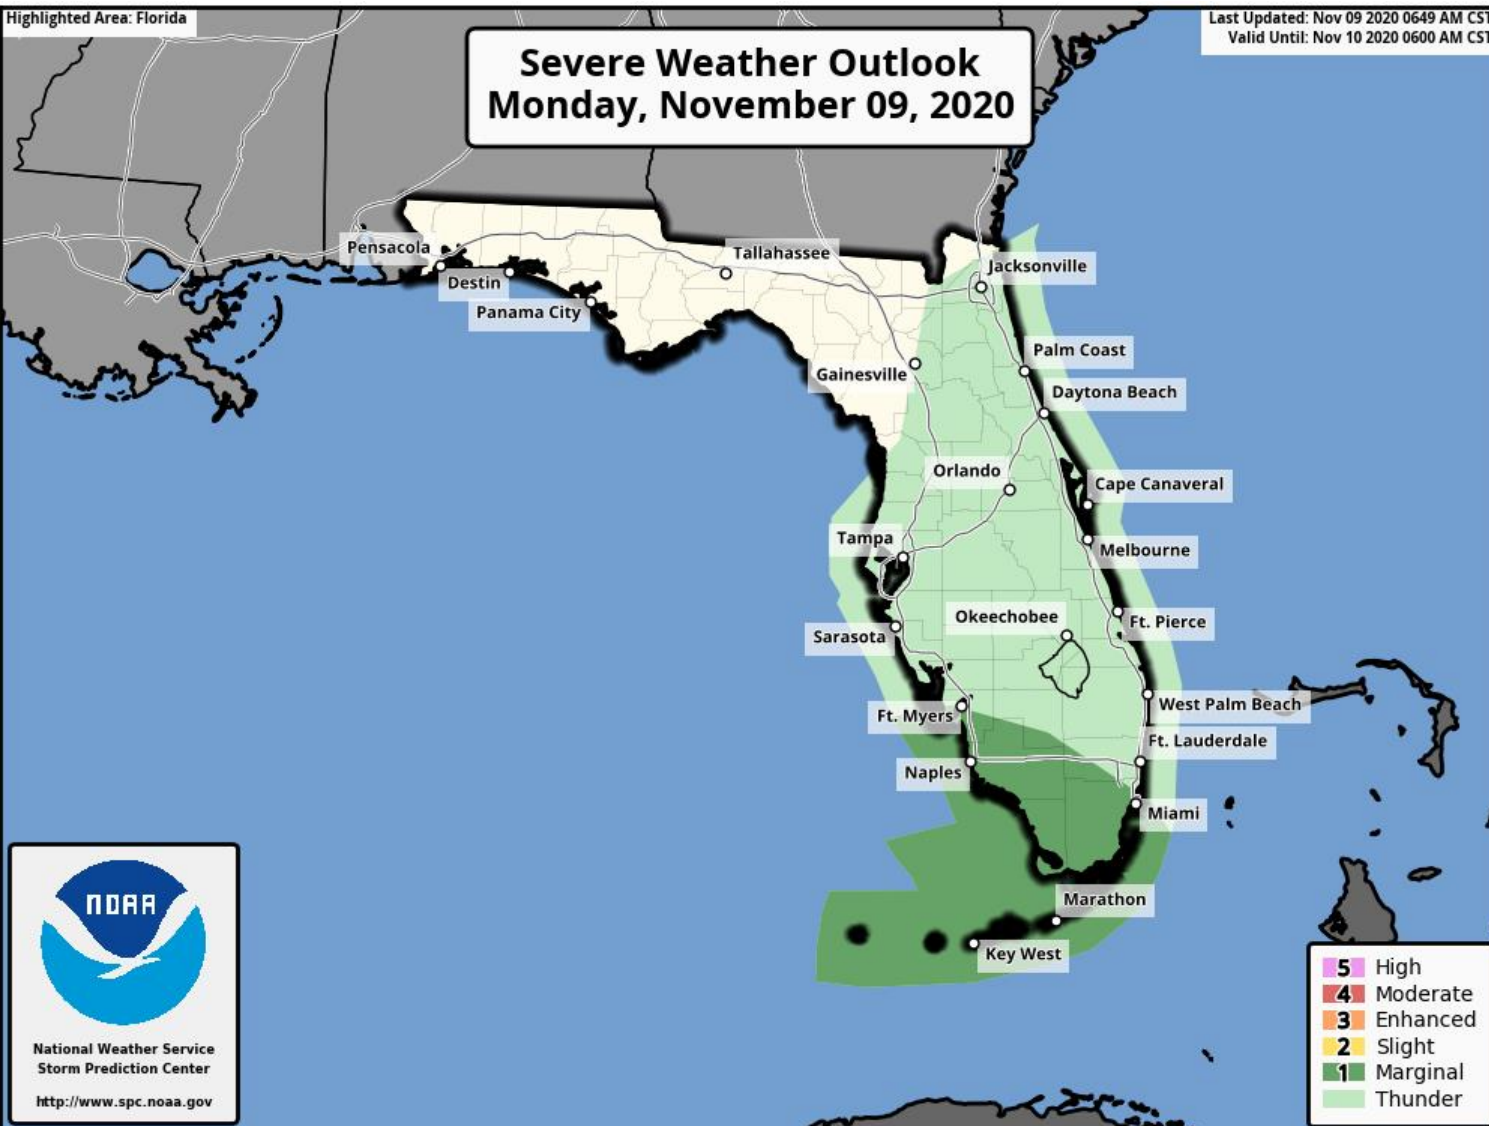 Highlighted Area: Florida
Last Updated: Nov 09 2020 0649 AM CST
Valid Until: Nov 10 2020 0600 AM CST
Severe Weather Outlook
Monday, November 09, 2020
Pensacola
Tallahassee
Jacksonville
Destin
Panama City
Palm Coast
Gainesville
Daytona Beach
Orlando
Cape Canaveral
Tampa
Melbourne
Okeechobee
Ft. Pierce
Sarasota
West Palm Beach
Ft. Myers
Ft. Lauderdale
Naples
Miami
Marathon
Key West
NOAA
National Weather Service
Storm Prediction Center
http://www.spc.noaa.gov
5 High
4 Moderate
3 Enhanced
2 Slight
1 Marginal
Thunder